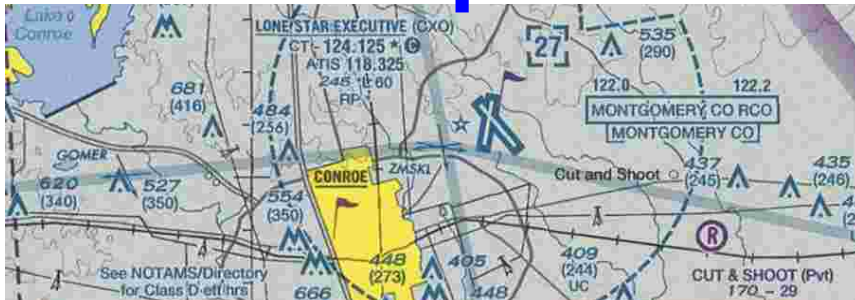 Lake
Conroe
LONE STAR EXECUTIVE (CXO)
CT - 124.125 * C
ATIS 118.325
245 *L 60
RP
27
535
(290)
681
(416)
484
(256)
122.0
122.2
MONTGOMERY CO RCO
MONTGOMERY CO
GOMER
620
(340)
527
(350)
CONROE
ZMSKL
Cut and Shoot
437
(245)
435
(246)
554
(350)
R
448
(273)
405
409
(244)
UC
See NOTAMS/Directory
for Class D eff hrs
666
448
CUT & SHOOT (Pvt)
170 - 29